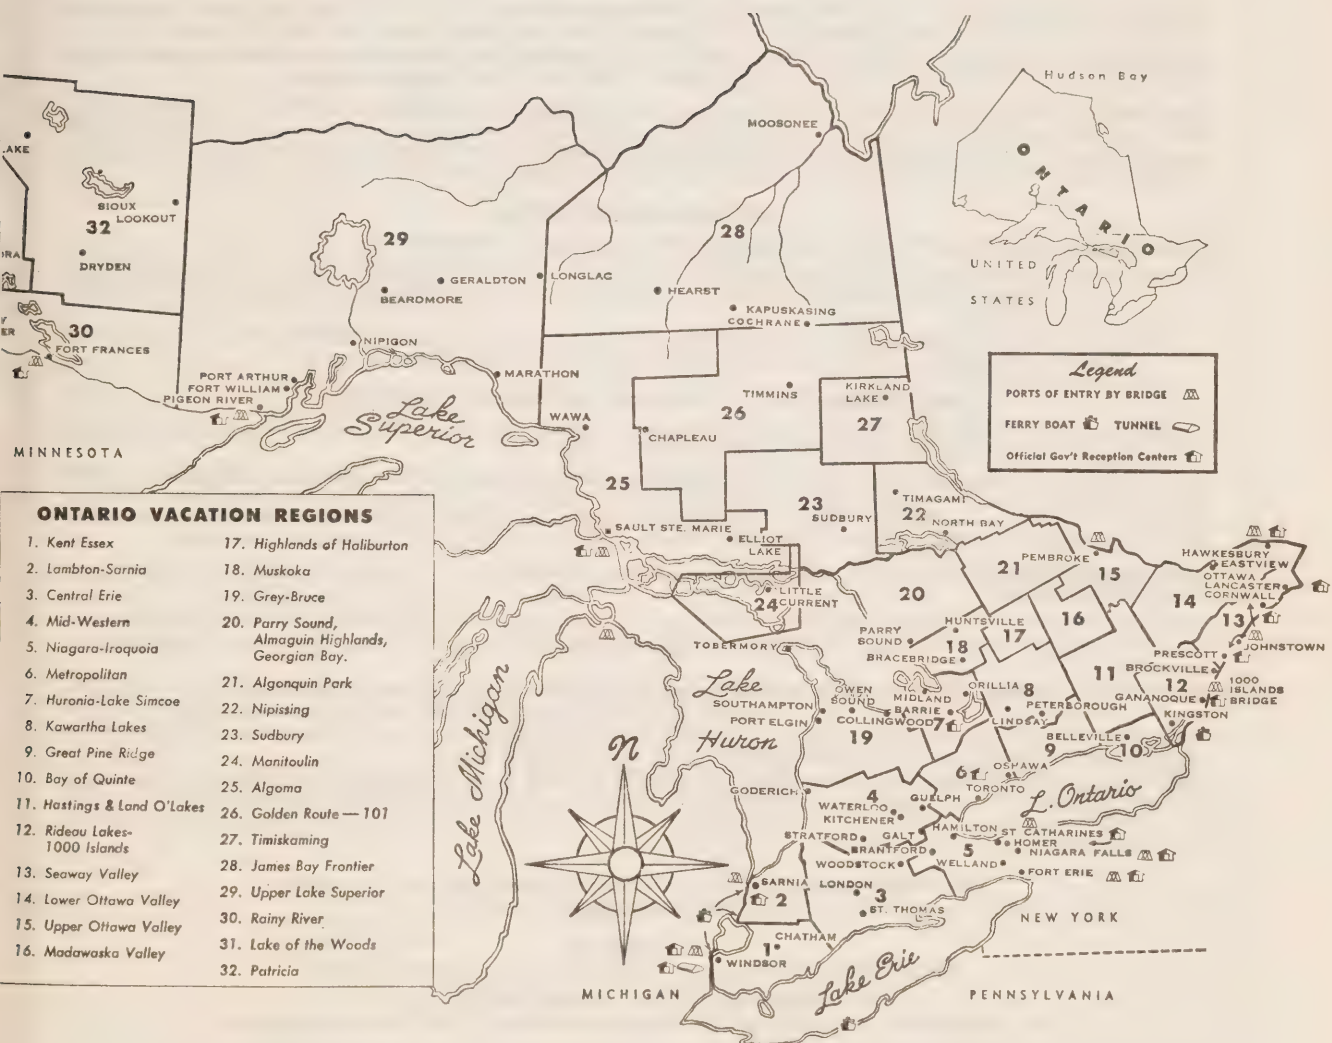 Hudson Bay
ONTARIO
UNITED
STATES
MOOSONEE
LAKE
SIOUX
LOOKOUT
32
DRYDEN
29
GERALDTON
LONGLAC
BEARDMORE
28
HEARST
KAPUSKASING
COCHRANE
30
FORT FRANCES
NIPIGON
PORT ARTHUR
FORT WILLIAM
PIGEON RIVER
MARATHON
Lake
Superior
MINNESOTA
WAWA
CHAPLEAU
TIMMINS
26
KIRKLAND
LAKE
27
Legend
PORTS OF ENTRY BY BRIDGE
FERRY BOAT TUNNEL
Official Gov't Reception Centers
25
23
SUDBURY
TIMAGAMI
22
NORTH BAY
SAULT STE. MARIE
ELLIOT
LAKE
24
LITTLE
CURRENT
TOBERMORY
21
PEMBROKE
15
HAWKESBURY
EASTVIEW
OTTAWA
LANCASTER
CORNWALL
14
13
JOHNSTOWN
PRESCOTT
BROCKVILLE
12
1000
ISLANDS
BRIDGE
GANANOQUE
KINGSTON
20
PARRY
SOUND
HUNTSVILLE
18
BRACEBRIDGE
17
16
11
Lake
Huron
SOUTHAMPTON
PORT ELGIN
OWEN
SOUND
COLLINGWOOD
19
MIDLAND
BARRIE
7
ORILLIA
8
LINDSAY
PETERBOROUGH
BELLEVILLE
9
10
OSHAWA
6
TORONTO
L. Ontario
GODERICH
4
WATERLOO
KITCHENER
GUELPH
STRATFORD
GALT
HAMILTON
ST CATHARINES
BRANTFORD
5
HOMER
NIAGARA FALLS
WOODSTOCK
WELLAND
FORT ERIE
SARNIA
2
LONDON
3
ST. THOMAS
NEW YORK
CHATHAM
1
WINDSOR
Lake Erie
MICHIGAN
PENNSYLVANIA
Lake Michigan
N
ONTARIO VACATION REGIONS
1. Kent Essex
2. Lambton-Sarnia
3. Central Erie
4. Mid-Western
5. Niagara-Iroquoia
6. Metropolitan
7. Huronia-Lake Simcoe
8. Kawartha Lakes
9. Great Pine Ridge
10. Bay of Quinte
11. Hastings & Land O'Lakes
12. Rideau Lakes-
1000 Islands
13. Seaway Valley
14. Lower Ottawa Valley
15. Upper Ottawa Valley
16. Madawaska Valley
17. Highlands of Haliburton
18. Muskoka
19. Grey-Bruce
20. Parry Sound,
Almaguin Highlands,
Georgian Bay.
21. Algonquin Park
22. Nipissing
23. Sudbury
24. Manitoulin
25. Algoma
26. Golden Route — 101
27. Timiskaming
28. James Bay Frontier
29. Upper Lake Superior
30. Rainy River
31. Lake of the Woods
32. Patricia